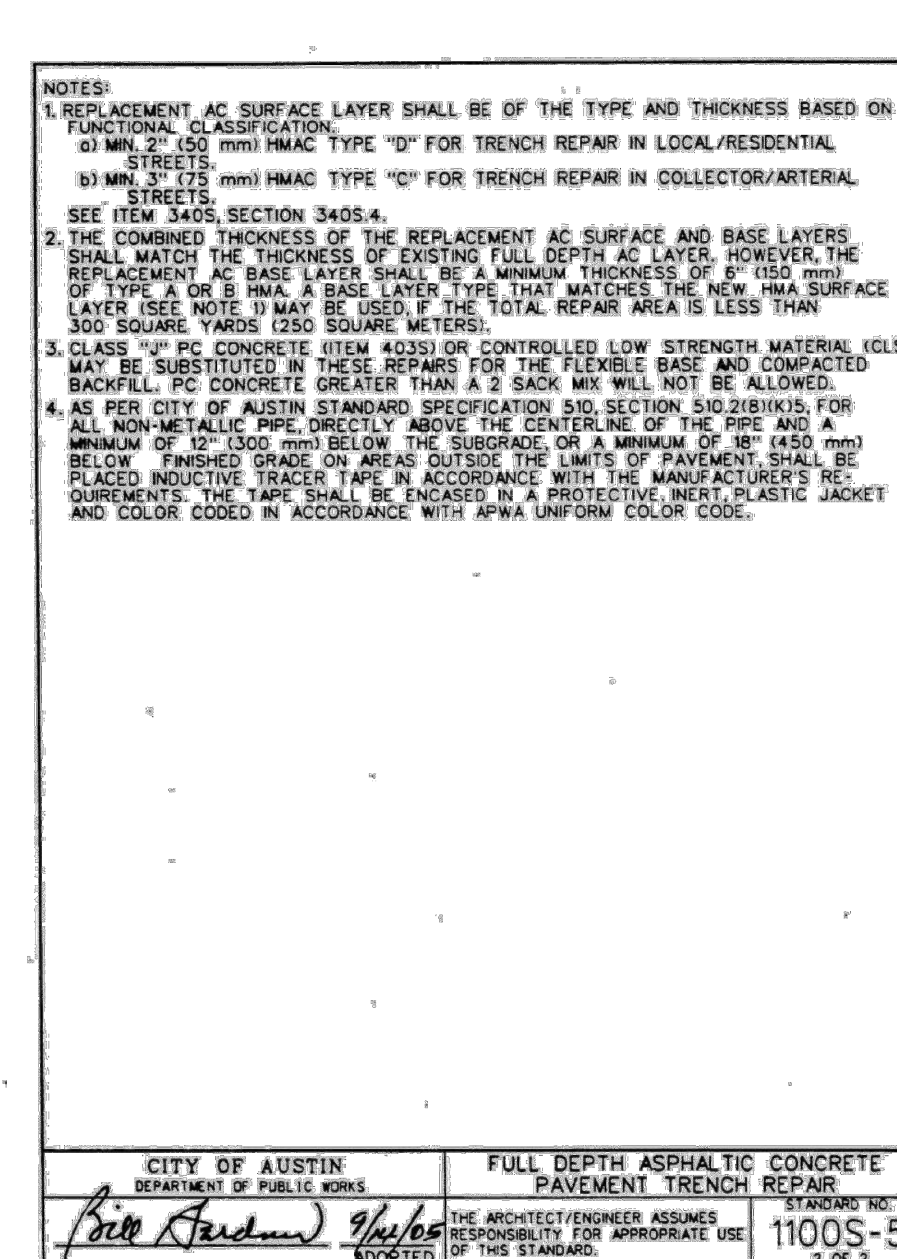 NOTES:
1. REPLACEMENT AC SURFACE LAYER SHALL BE OF THE TYPE AND THICKNESS BASED ON
FUNCTIONAL CLASSIFICATION.
a) MIN. 2" (50 mm) HMAC TYPE "D" FOR TRENCH REPAIR IN LOCAL/RESIDENTIAL
STREETS.
b) MIN. 3" (75 mm) HMAC TYPE "C" FOR TRENCH REPAIR IN COLLECTOR/ARTERIAL
STREETS.
SEE ITEM 340S, SECTION 340S.4.
2. THE COMBINED THICKNESS OF THE REPLACEMENT AC SURFACE AND BASE LAYERS
SHALL MATCH THE THICKNESS OF EXISTING FULL DEPTH AC LAYER. HOWEVER, THE
REPLACEMENT AC BASE LAYER SHALL BE A MINIMUM THICKNESS OF 6" (150 mm)
OF TYPE A OR B HMA. A BASE LAYER TYPE THAT MATCHES THE NEW HMA SURFACE
LAYER (SEE NOTE 1) MAY BE USED, IF THE TOTAL REPAIR AREA IS LESS THAN
300 SQUARE YARDS (250 SQUARE METERS).
3. CLASS "J" PC CONCRETE (ITEM 403S) OR CONTROLLED LOW STRENGTH MATERIAL (CLS
MAY BE SUBSTITUTED IN THESE REPAIRS FOR THE FLEXIBLE BASE AND COMPACTED
BACKFILL. PC CONCRETE GREATER THAN A 2 SACK MIX WILL NOT BE ALLOWED.
4. AS PER CITY OF AUSTIN STANDARD SPECIFICATION 510, SECTION 510.2(8)(K)5, FOR
ALL NON-METALLIC PIPE, DIRECTLY ABOVE THE CENTERLINE OF THE PIPE AND A
MINIMUM OF 12" (300 mm) BELOW THE SUBGRADE OR A MINIMUM OF 18" (450 mm)
BELOW FINISHED GRADE ON AREAS OUTSIDE THE LIMITS OF PAVEMENT, SHALL BE
PLACED INDUCTIVE TRACER TAPE IN ACCORDANCE WITH THE MANUFACTURER'S RE-
QUIREMENTS. THE TAPE SHALL BE ENCASED IN A PROTECTIVE, INERT, PLASTIC JACKET
AND COLOR CODED IN ACCORDANCE WITH APWA UNIFORM COLOR CODE.
CITY OF AUSTIN
DEPARTMENT OF PUBLIC WORKS
FULL DEPTH ASPHALTIC CONCRETE
PAVEMENT TRENCH REPAIR
Bill Gardner 9/14/05
ADOPTED
THE ARCHITECT/ENGINEER ASSUMES
RESPONSIBILITY FOR APPROPRIATE USE
OF THIS STANDARD.
STANDARD NO.
1100S-5
2 OF 2